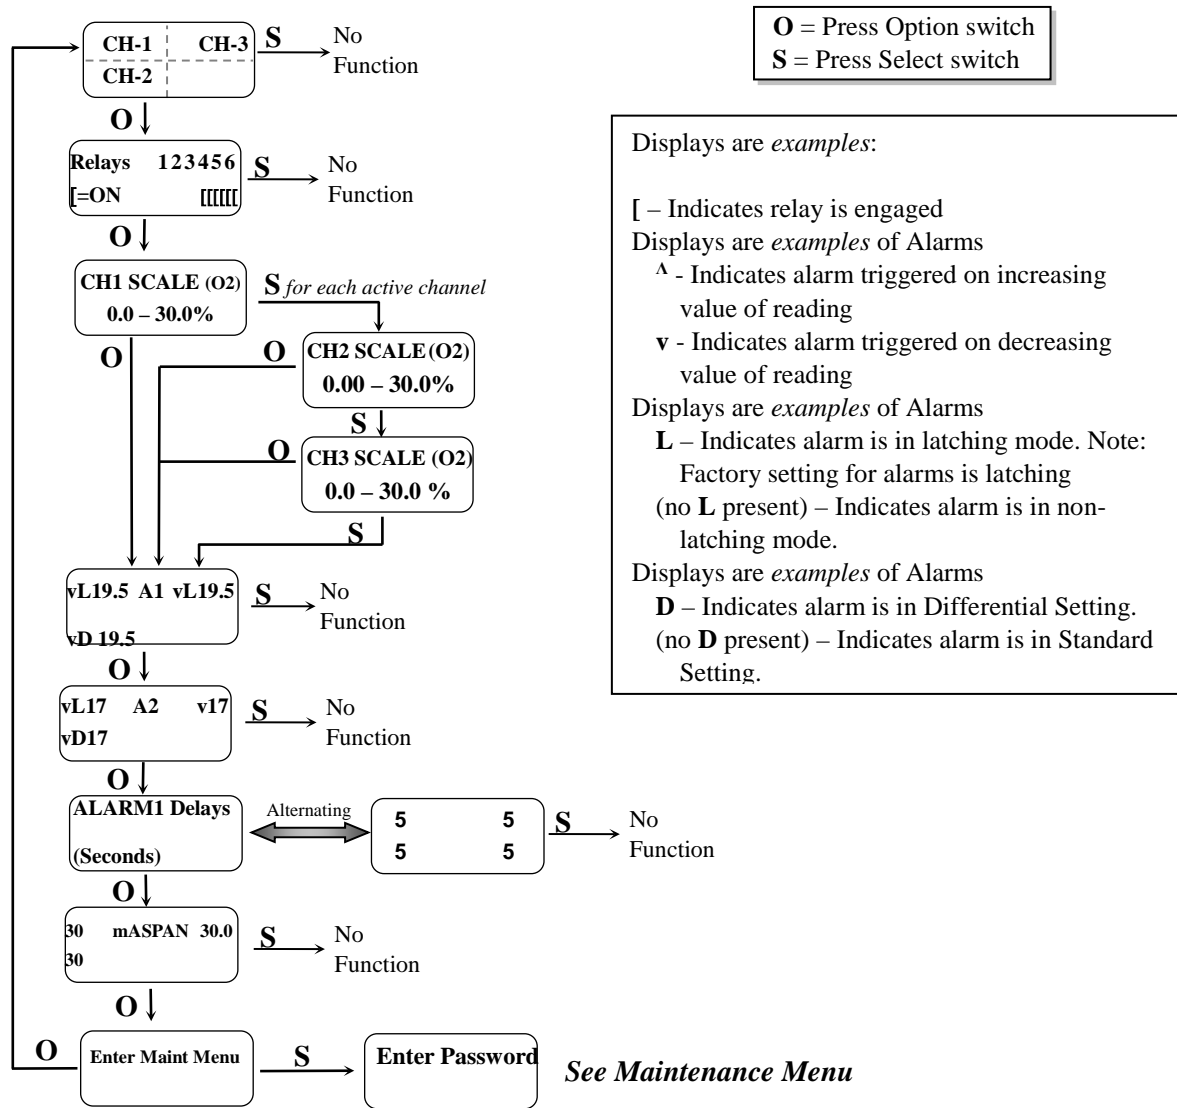 O = Press Option switch
S = Press Select switch
CH-1 CH-3
CH-2
S
No
Function
O
Relays 123456
[=ON [[[[[[
S
No
Function
O
CH1 SCALE (O2)
0.0 – 30.0%
S for each active channel
O
O
CH2 SCALE (O2)
0.00 – 30.0%
S
O
CH3 SCALE (O2)
0.0 – 30.0 %
S
vL19.5 A1 vL19.5
vD 19.5
S
No
Function
O
vL17 A2 v17
vD17
S
No
Function
O
ALARM1 Delays
(Seconds)
Alternating
5 5
5 5
S
No
Function
O
30 mASPAN 30.0
30
S
No
Function
O
O
Enter Maint Menu
S
Enter Password
See Maintenance Menu
Displays are examples:
[ – Indicates relay is engaged
Displays are examples of Alarms
^ - Indicates alarm triggered on increasing
value of reading
v - Indicates alarm triggered on decreasing
value of reading
Displays are examples of Alarms
L – Indicates alarm is in latching mode. Note:
Factory setting for alarms is latching
(no L present) – Indicates alarm is in non-
latching mode.
Displays are examples of Alarms
D – Indicates alarm is in Differential Setting.
(no D present) – Indicates alarm is in Standard
Setting.